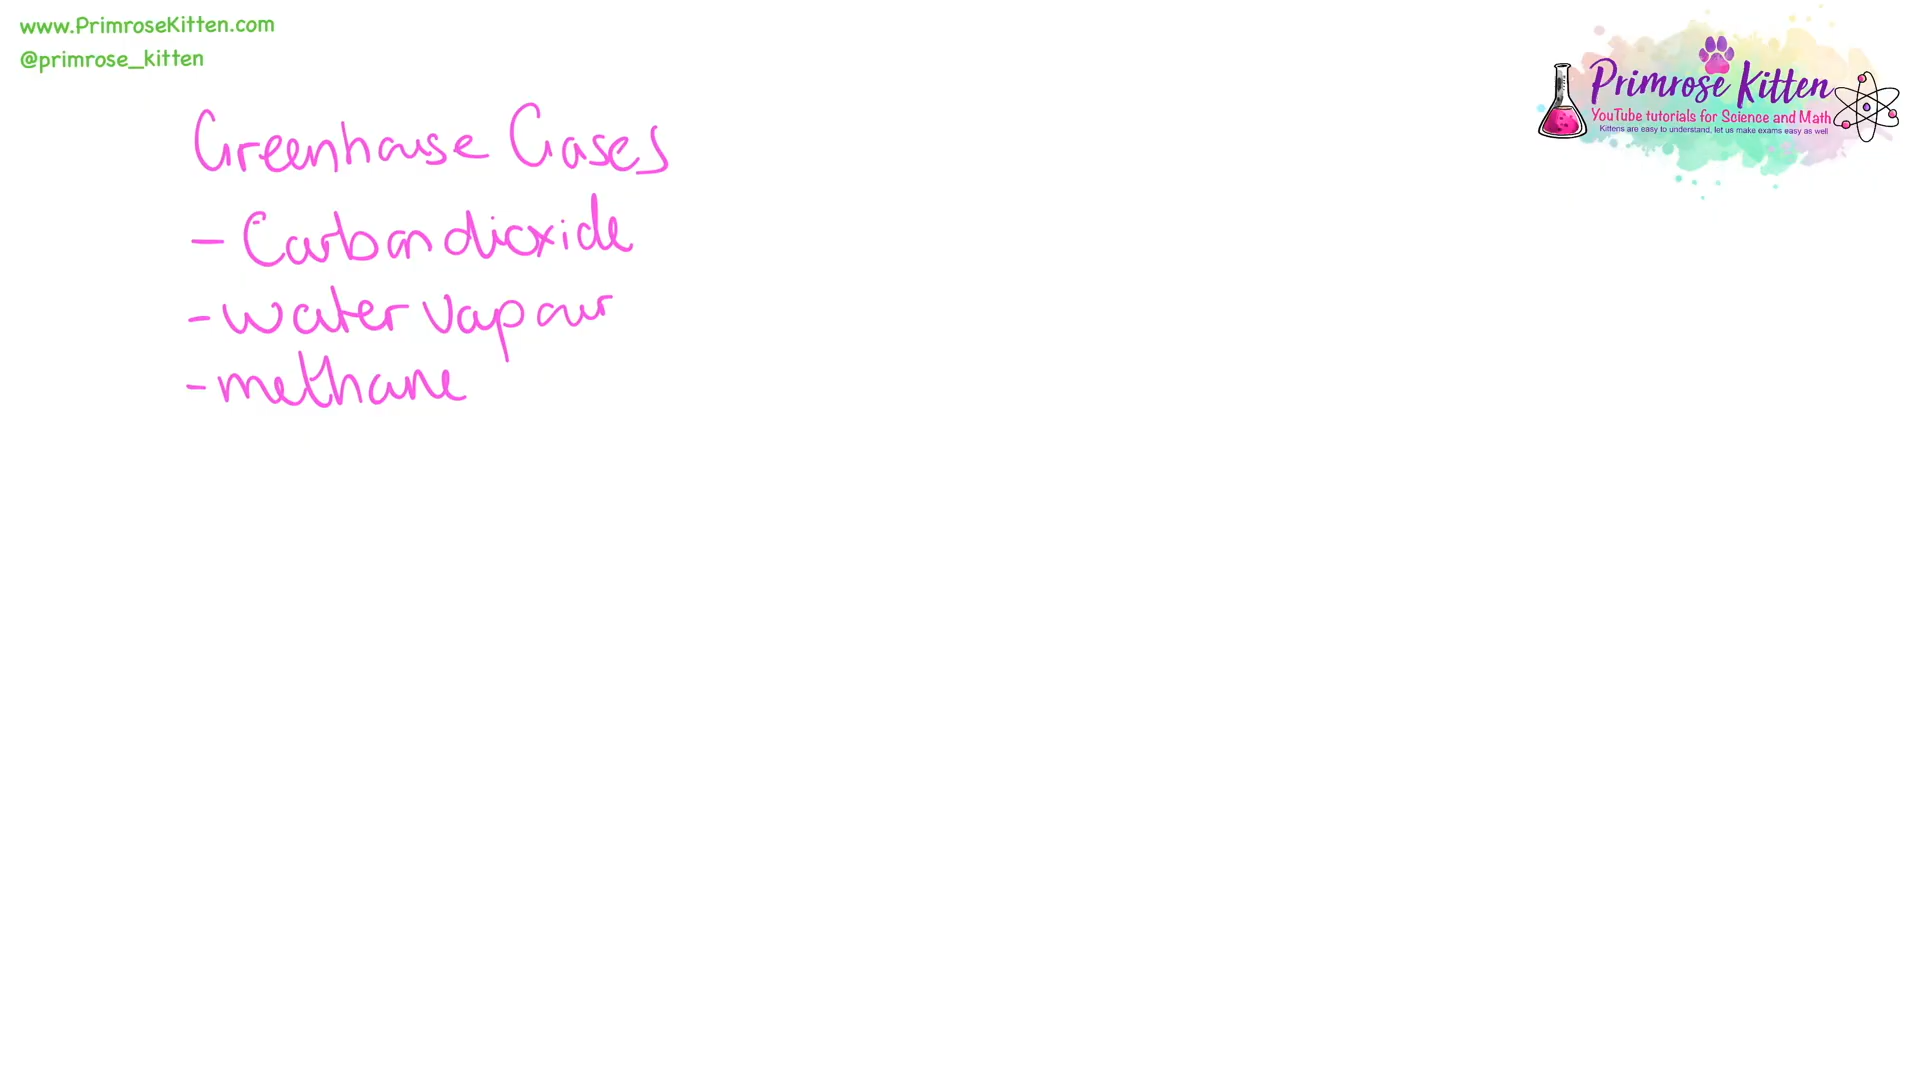 www.PrimroseKitten.com
@primrose_kitten
Primrose Kitten
YouTube tutorials for Science and Math
Kittens are easy to understand, let us make exams easy as well
Greenhouse Gases
- Carbon dioxide
- water vapour
- methane